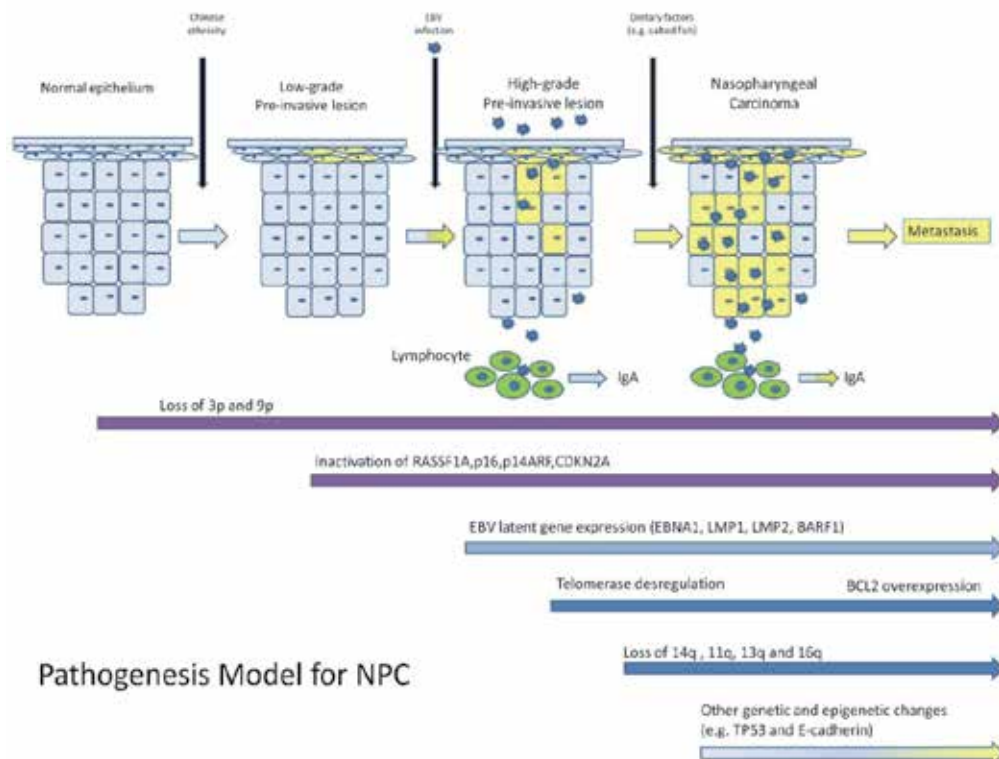 Chinese
ethnicity
EBV
infection
Dietary factors
(e.g. salted fish)
Normal epithelium
Low-grade
Pre-invasive lesion
High-grade
Pre-invasive lesion
Nasopharyngeal
Carcinoma
Metastasis
Lymphocyte
IgA
IgA
Loss of 3p and 9p
Inactivation of RASSF1A,p16,p14ARF,CDKN2A
EBV latent gene expression (EBNA1, LMP1, LMP2, BARF1)
Telomerase desregulation
BCL2 overexpression
Loss of 14q , 11q, 13q and 16q
Pathogenesis Model for NPC
Other genetic and epigenetic changes
(e.g. TP53 and E-cadherin)